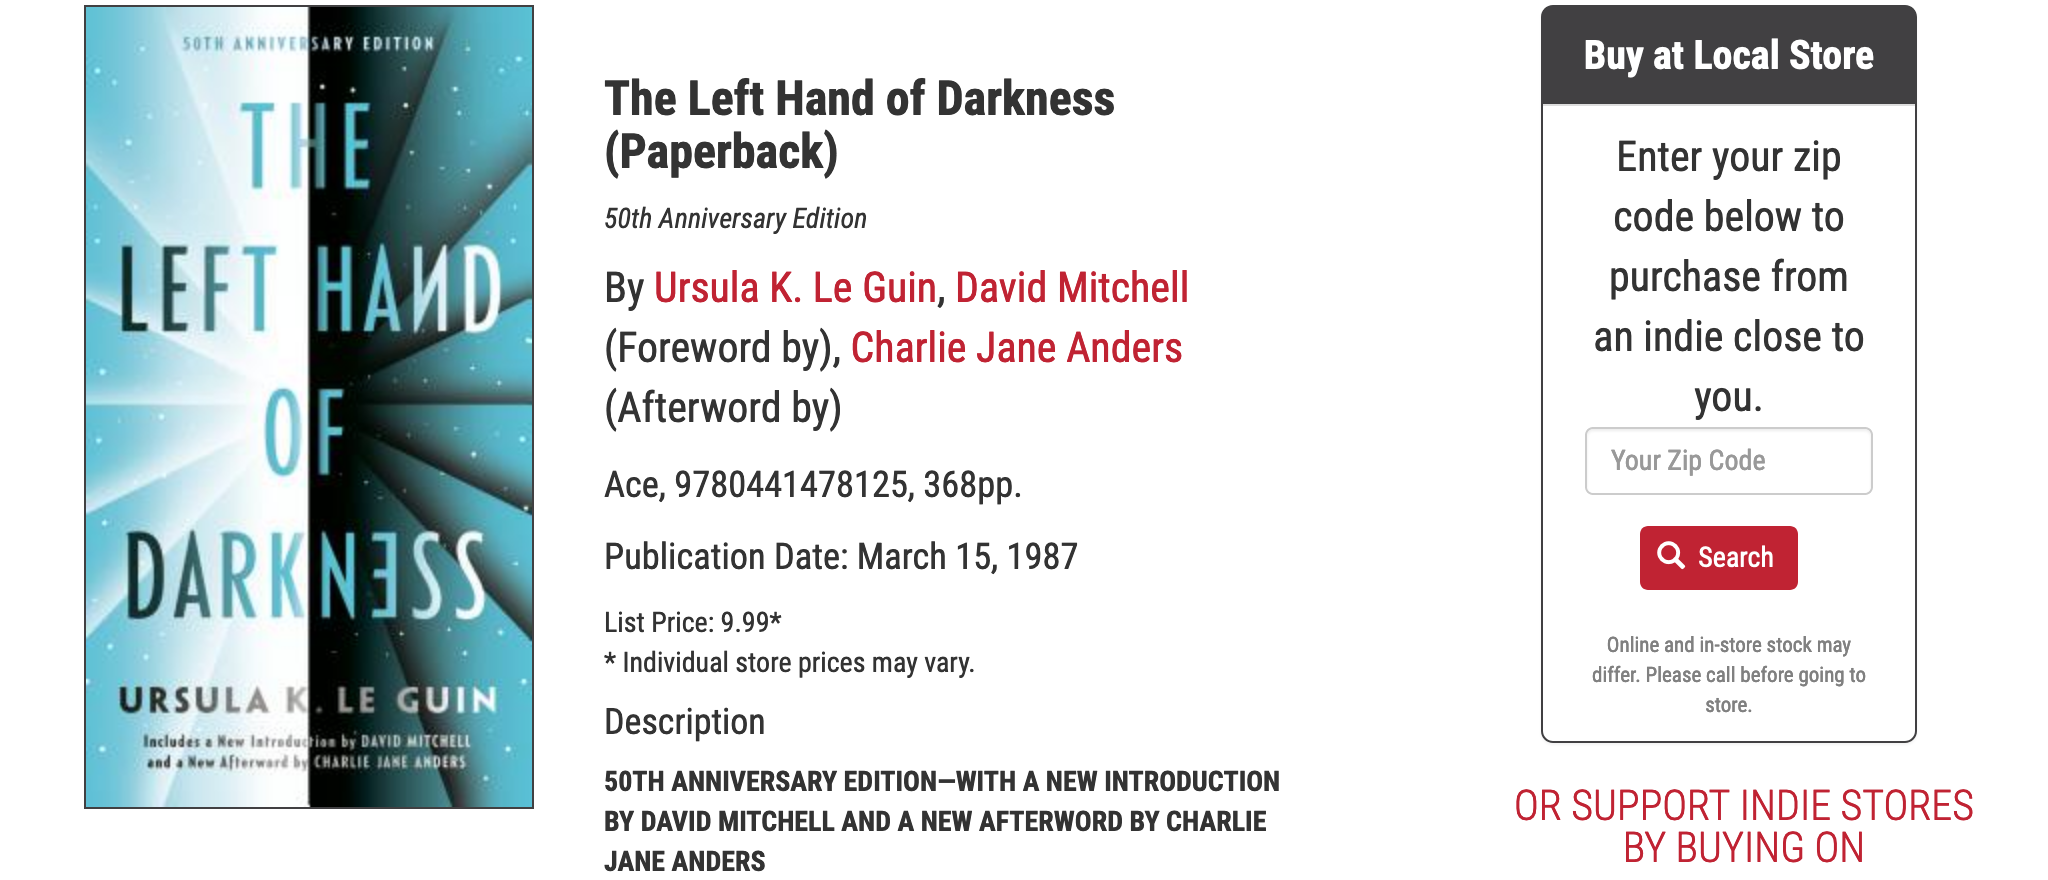 50TH ANNIVERSARY EDITION
THE
LEFT HAND
OF
DARKNESS
URSULA K. LE GUIN
Includes a New Introduction by DAVID MITCHELL
and a New Afterword by CHARLIE JANE ANDERS
The Left Hand of Darkness
(Paperback)
50th Anniversary Edition
By Ursula K. Le Guin, David Mitchell
(Foreword by), Charlie Jane Anders
(Afterword by)
Ace, 9780441478125, 368pp.
Publication Date: March 15, 1987
List Price: 9.99*
* Individual store prices may vary.
Description
50TH ANNIVERSARY EDITION—WITH A NEW INTRODUCTION
BY DAVID MITCHELL AND A NEW AFTERWORD BY CHARLIE
JANE ANDERS
Buy at Local Store
Enter your zip
code below to
purchase from
an indie close to
you.
Your Zip Code
Search
Online and in-store stock may
differ. Please call before going to
store.
OR SUPPORT INDIE STORES
BY BUYING ON